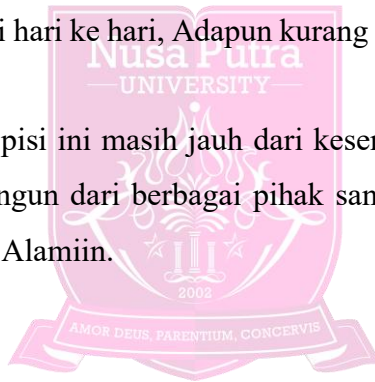 i hari ke hari, Adapun kurang
Nusa Putra
UNIVERSITY
pisi ini masih jauh dari keser
ngun dari berbagai pihak san
Alamiin.
2002
AMOR DEUS, PARENTIUM, CONCERVIS